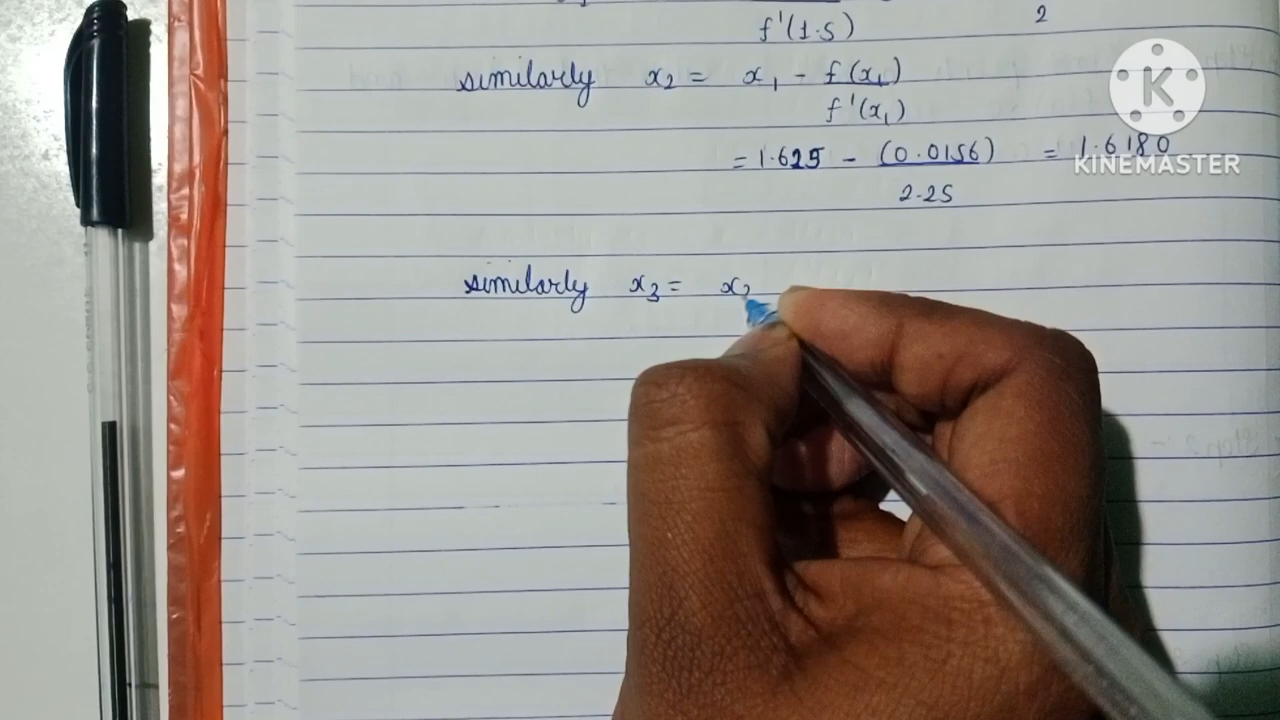 f'(1.5) 2
similarly x₂ = x₁ - f(x₁)
f'(x₁)
= 1.625 - (0.0156) = 1.6180
2.25
KINEMASTER
similarly x₃ = x₂